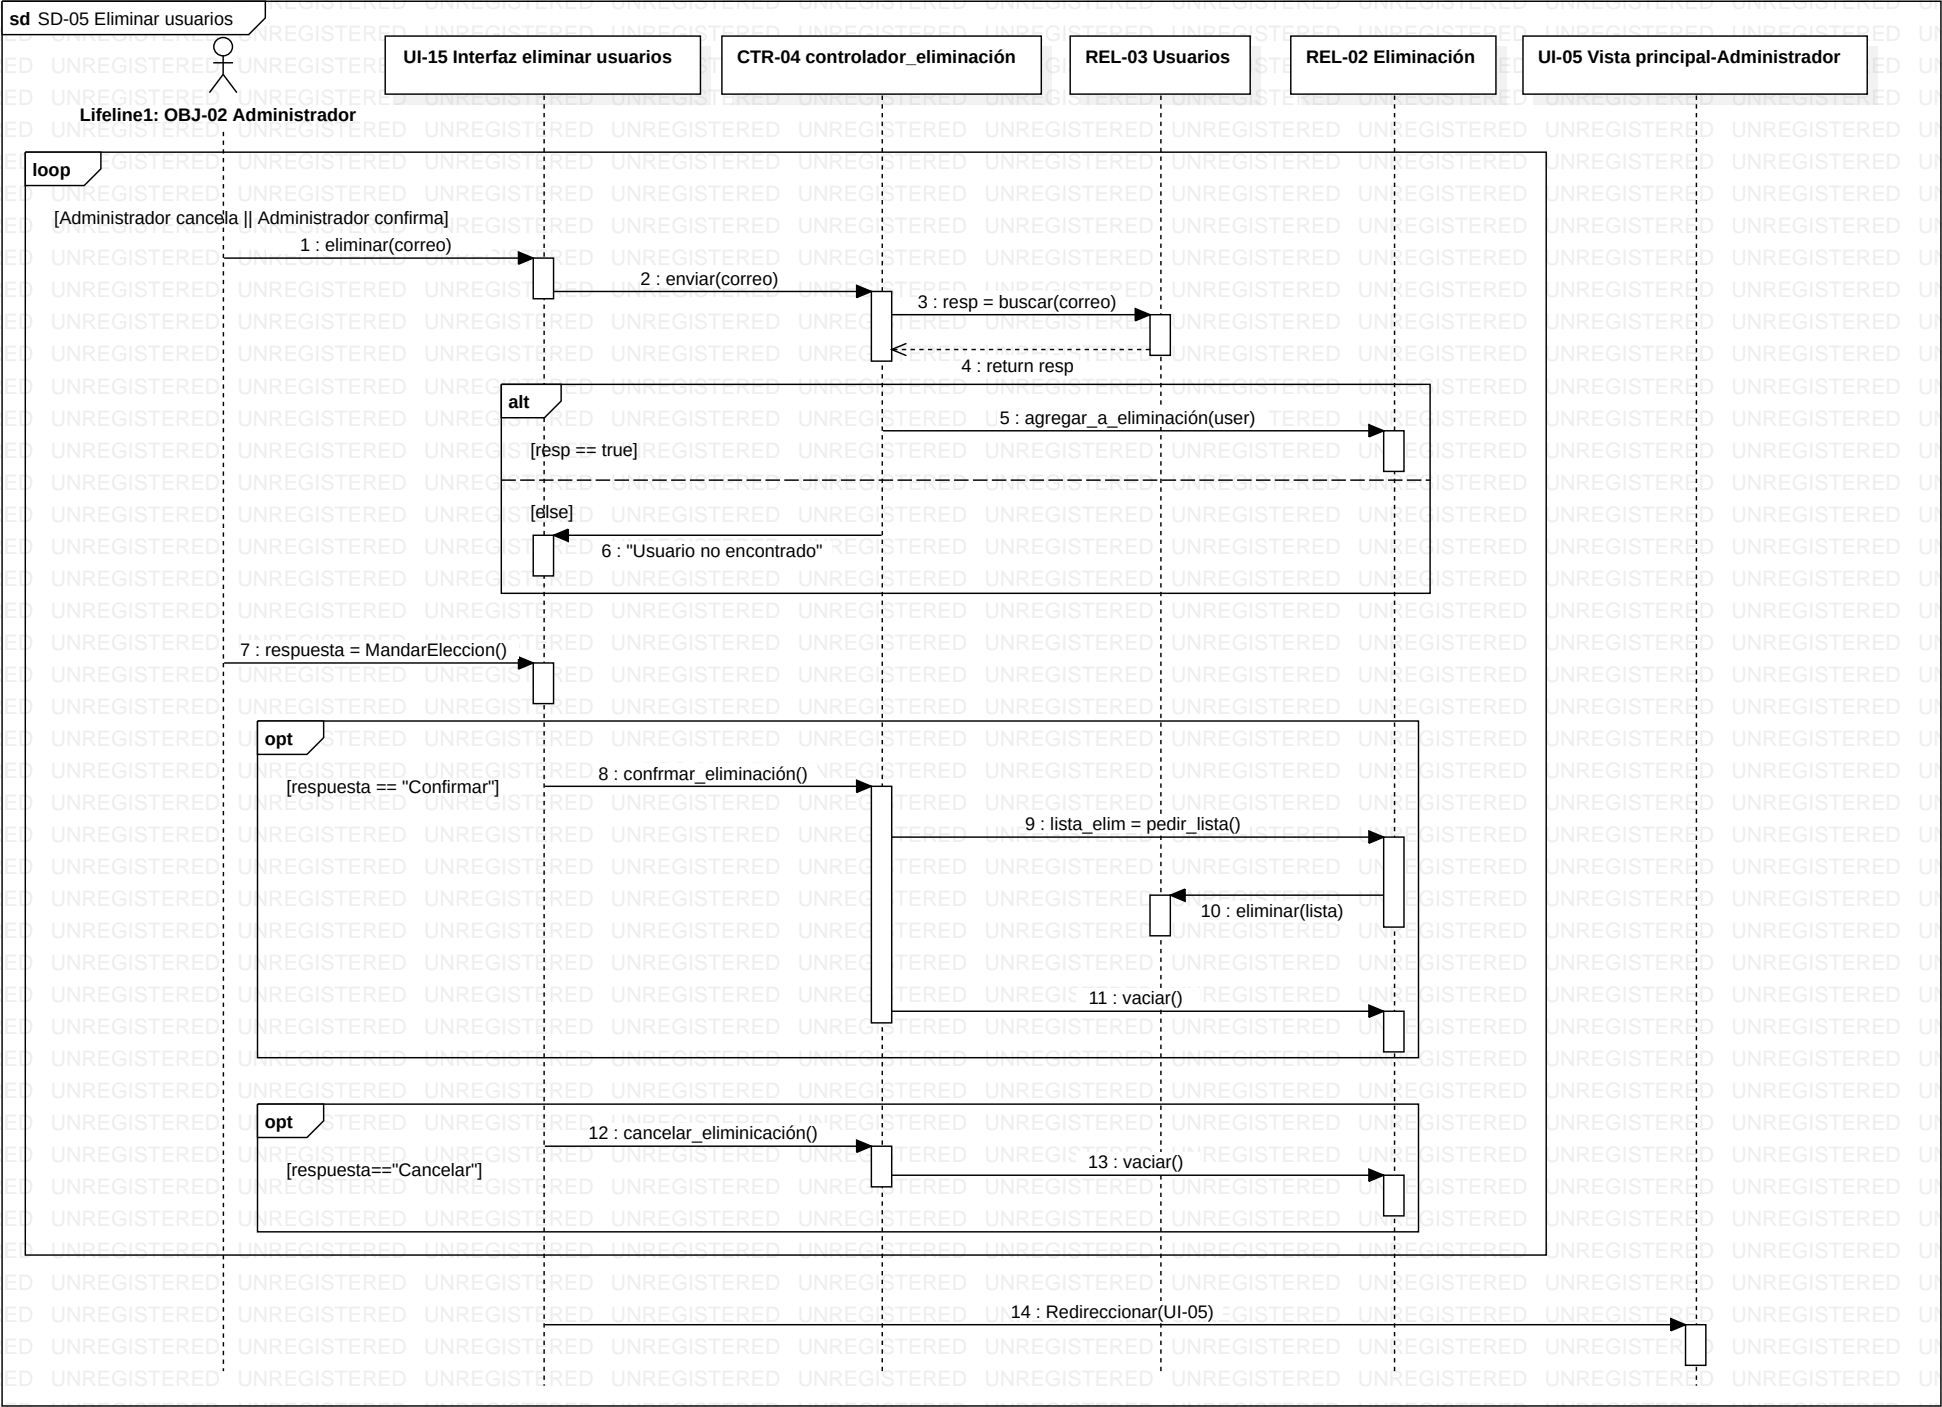 sd SD-05 Eliminar usuarios
UI-15 Interfaz eliminar usuarios
CTR-04 controlador_eliminación
REL-03 Usuarios
REL-02 Eliminación
UI-05 Vista principal-Administrador
Lifeline1: OBJ-02 Administrador
loop
[Administrador cancela || Administrador confirma]
1 : eliminar(correo)
2 : enviar(correo)
3 : resp = buscar(correo)
4 : return resp
alt
5 : agregar_a_eliminación(user)
[resp == true]
[else]
6 : "Usuario no encontrado"
7 : respuesta = MandarEleccion()
opt
8 : confrmar_eliminación()
[respuesta == "Confirmar"]
9 : lista_elim = pedir_lista()
10 : eliminar(lista)
11 : vaciar()
opt
12 : cancelar_eliminicación()
13 : vaciar()
[respuesta=="Cancelar"]
14 : Redireccionar(UI-05)
UNREGISTERED